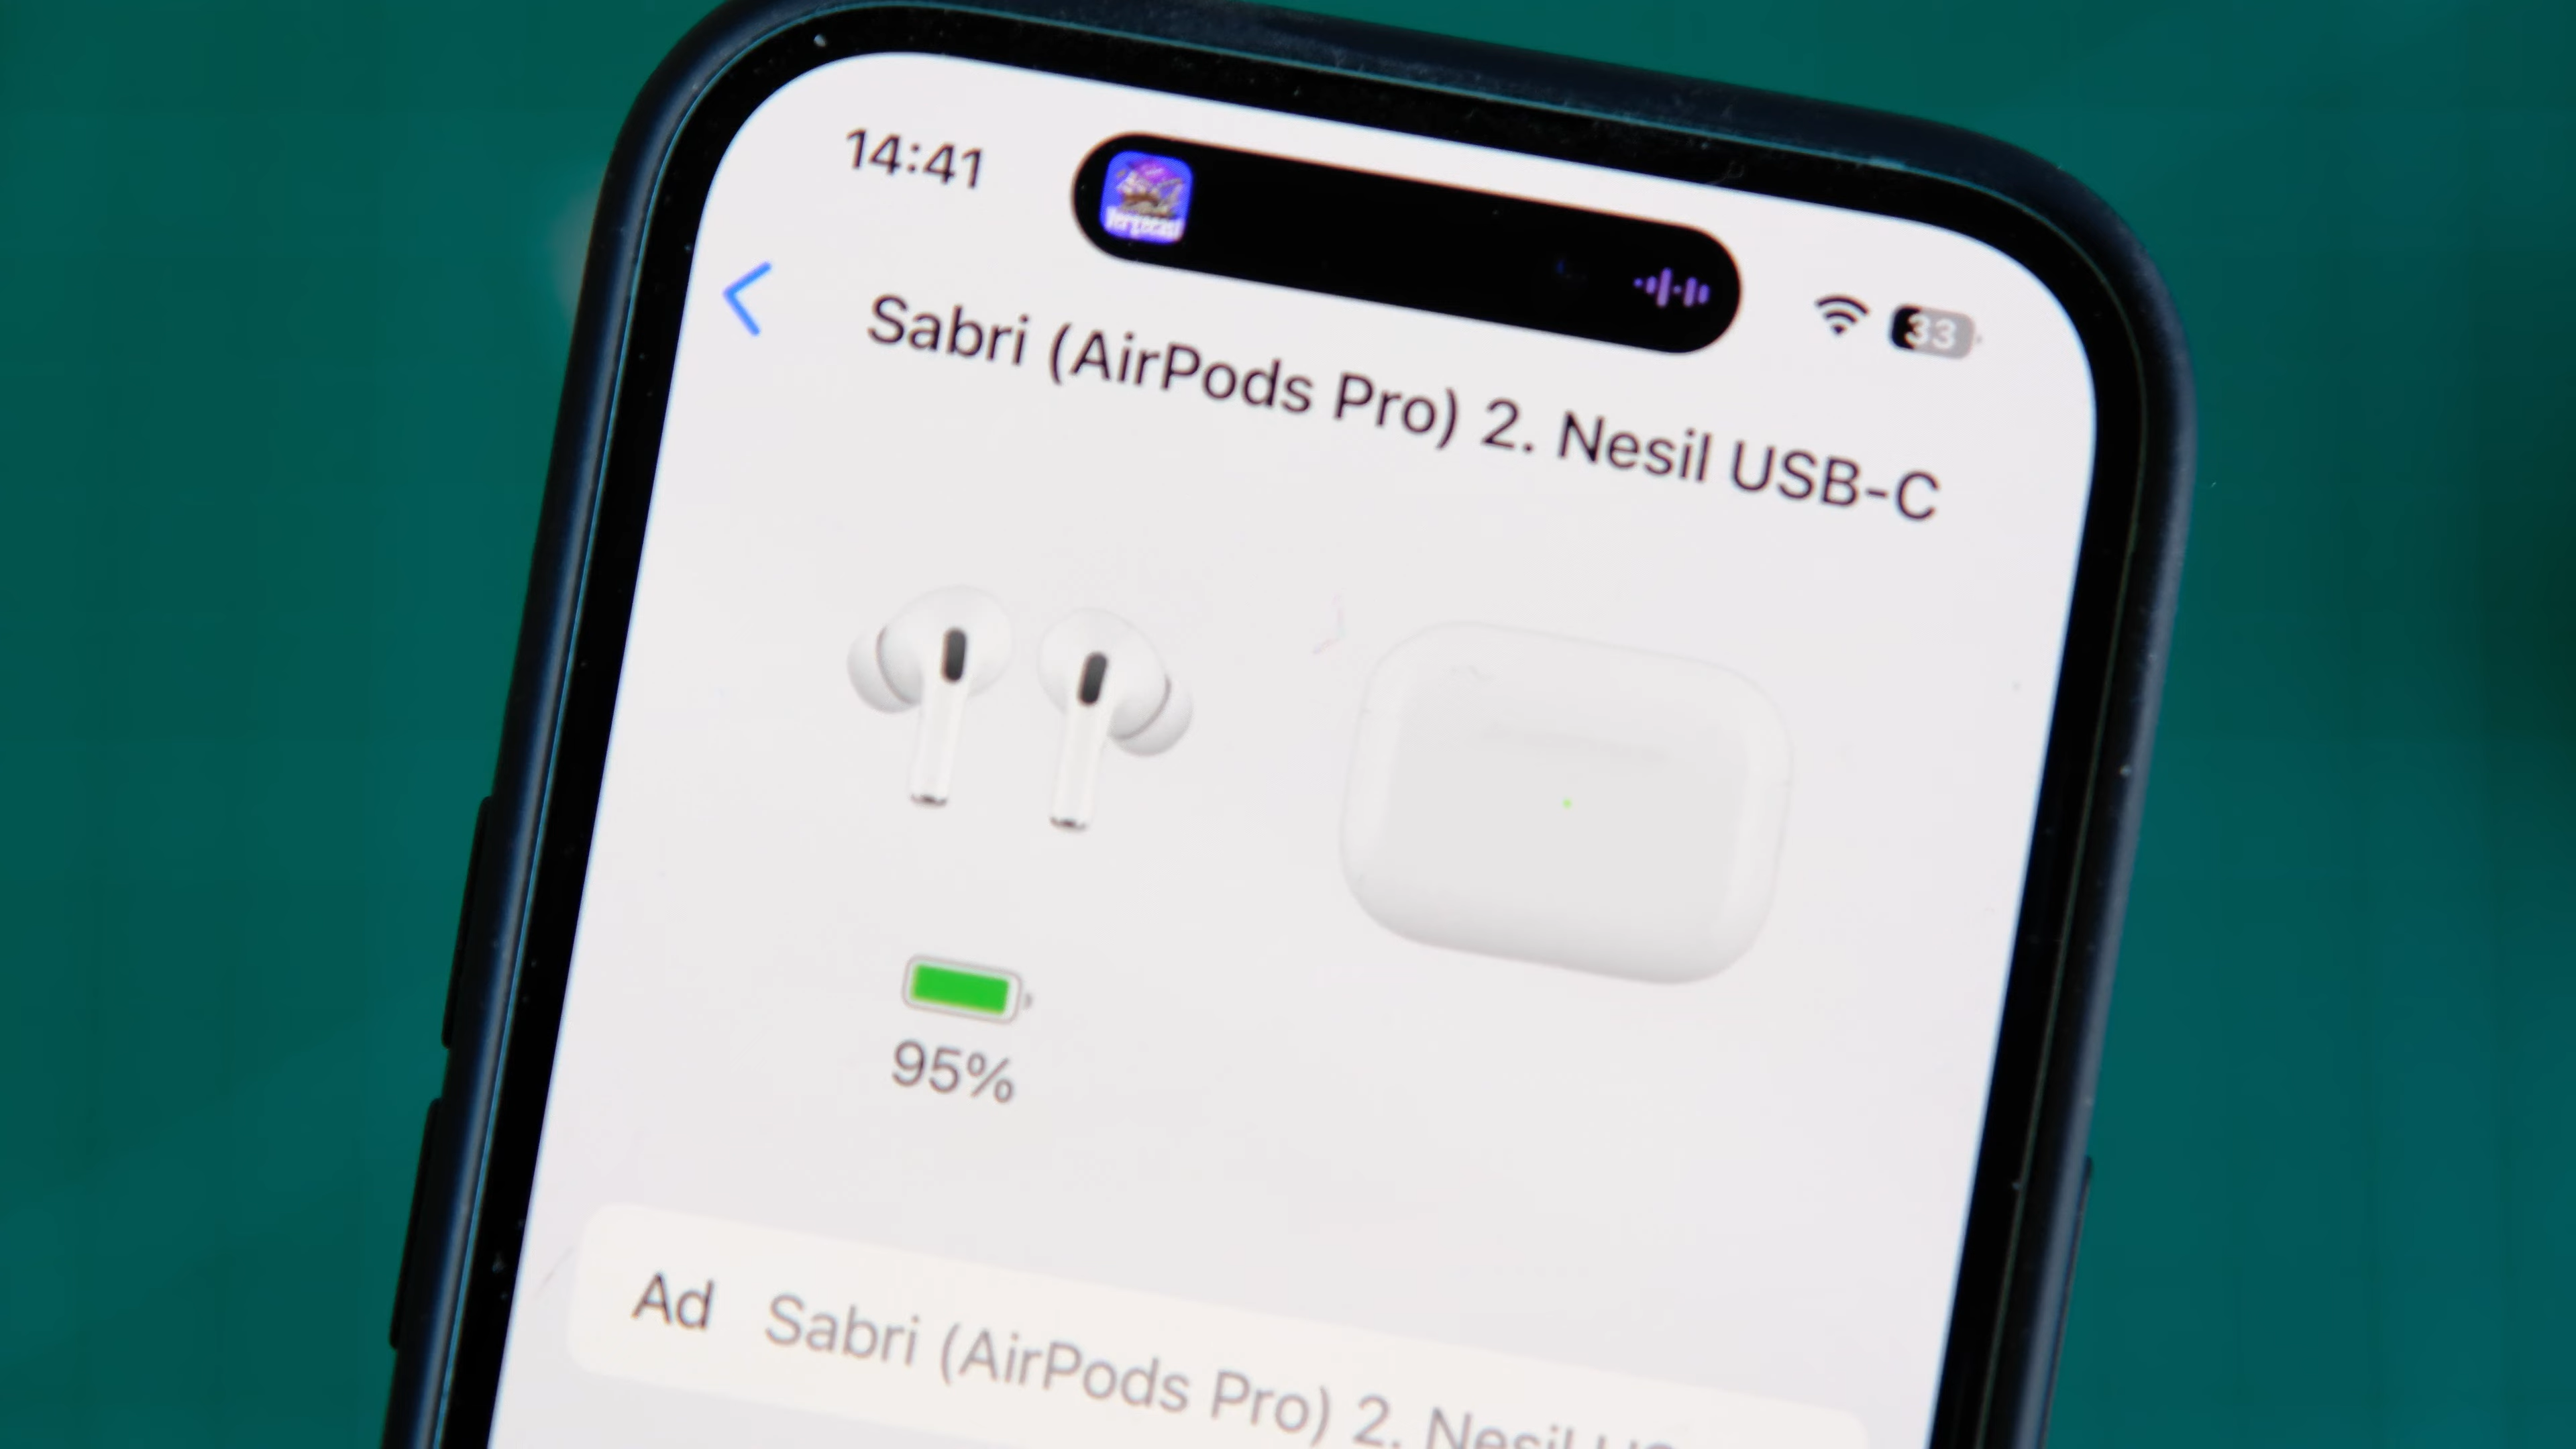 14:41
33
Sabri (AirPods Pro) 2. Nesil USB-C
95%
Ad Sabri (AirPods Pro) 2. Nesil